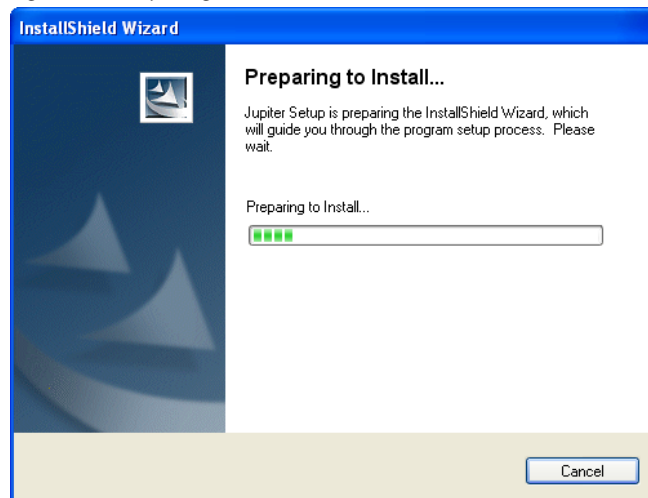 InstallShield Wizard
Preparing to Install...
Jupiter Setup is preparing the InstallShield Wizard, which
will guide you through the program setup process. Please
wait.
Preparing to Install...
Cancel